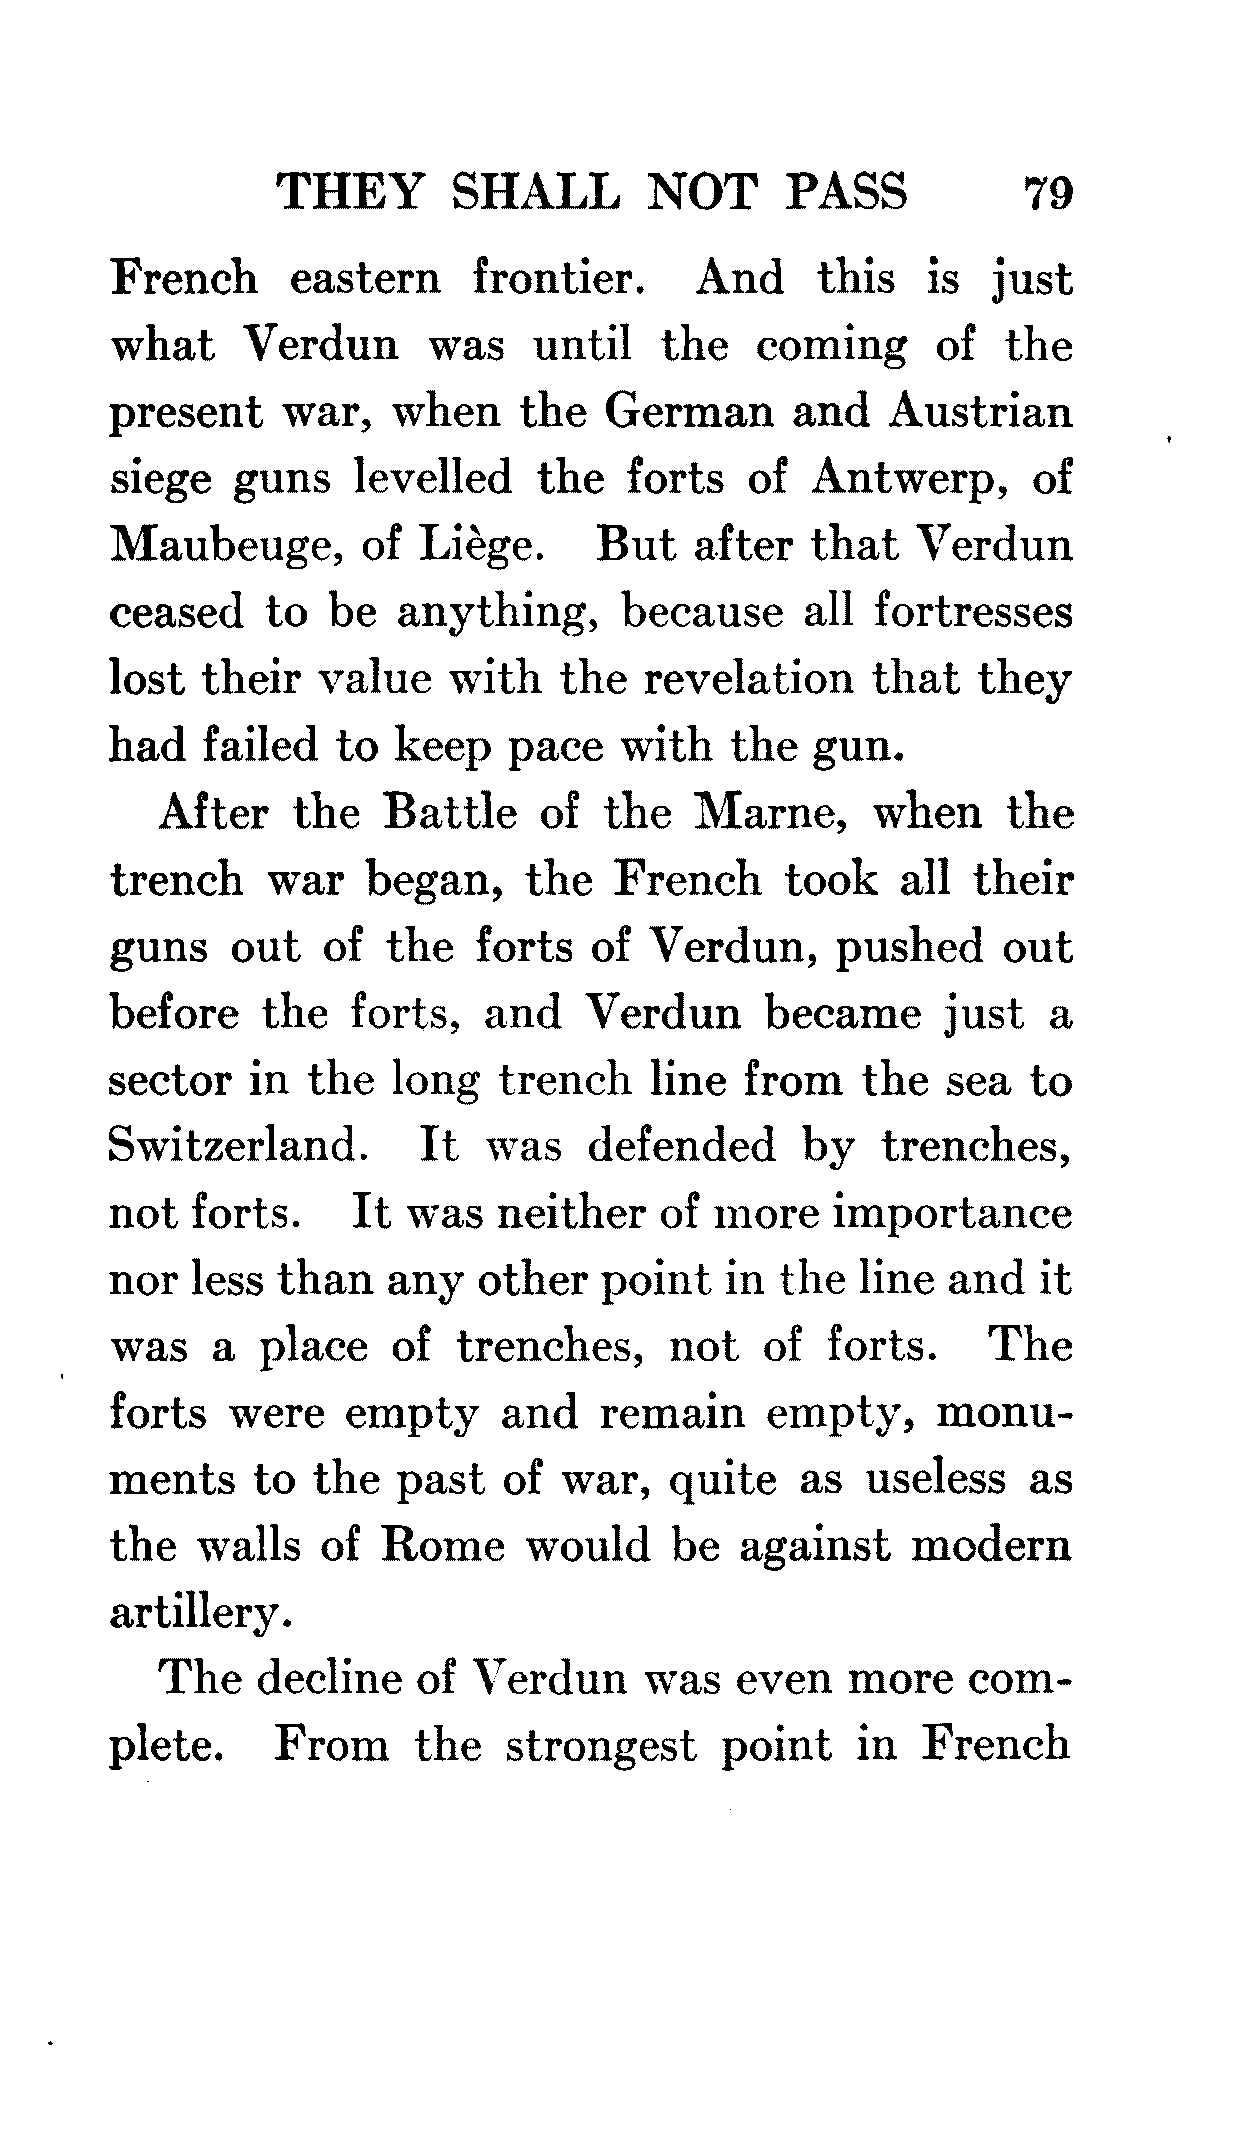 THEY SHALL NOT PASS 79
French eastern frontier. And this is just
what Verdun was until the coming of the
present war, when the German and Austrian
siege guns levelled the forts of Antwerp, of
Maubeuge, of Liège. But after that Verdun
ceased to be anything, because all fortresses
lost their value with the revelation that they
had failed to keep pace with the gun.
After the Battle of the Marne, when the
trench war began, the French took all their
guns out of the forts of Verdun, pushed out
before the forts, and Verdun became just a
sector in the long trench line from the sea to
Switzerland. It was defended by trenches,
not forts. It was neither of more importance
nor less than any other point in the line and it
was a place of trenches, not of forts. The
forts were empty and remain empty, monu-
ments to the past of war, quite as useless as
the walls of Rome would be against modern
artillery.
The decline of Verdun was even more com-
plete. From the strongest point in French